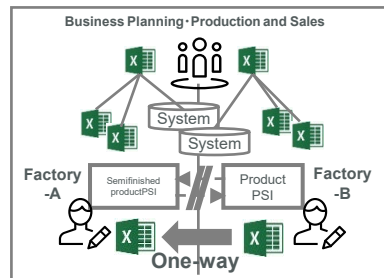 Business Planning･Production and Sales
System
System
Factory
-A
Semifinished
productPSI
Product
PSI
Factory
-B
One-way